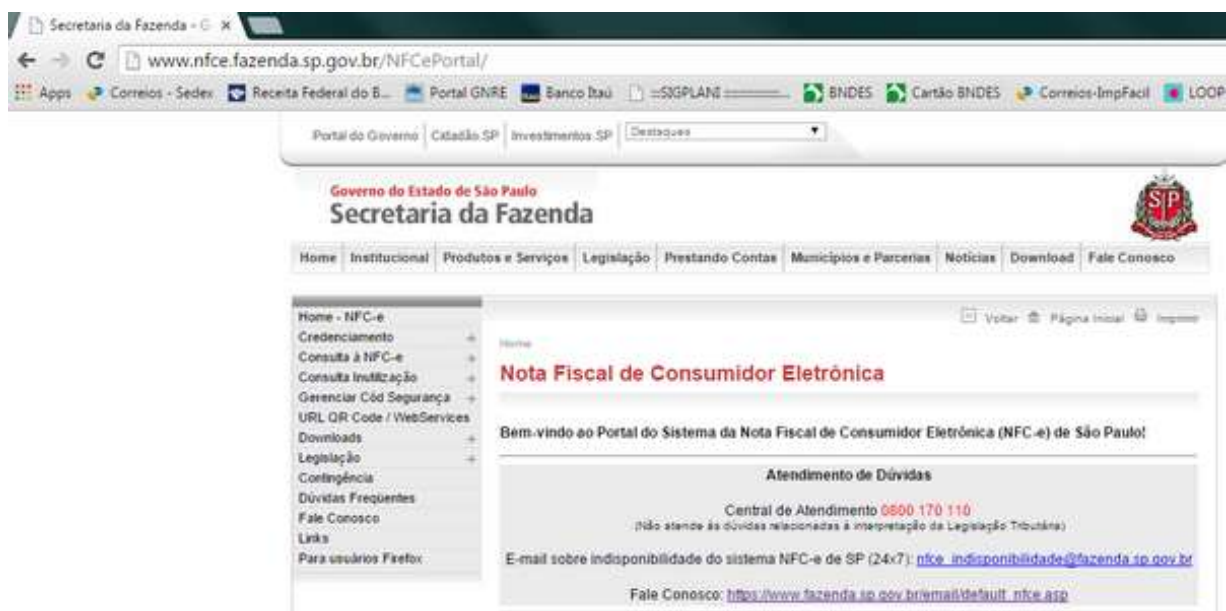 Secretaria da Fazenda - G
www.nfce.fazenda.sp.gov.br/NFCePortal/
Apps Correios - Sedex Receita Federal do B... Portal GNRE Banco Itaú =SIGPLANI BNDES Cartão BNDES Correios-ImpFacil LOOP
Portal do Governo Cidadão SP Investimentos SP Destaques
Governo do Estado de São Paulo
Secretaria da Fazenda
SP
Home Institucional Produtos e Serviços Legislação Prestando Contas Municípios e Parcerias Notícias Download Fale Conosco
Voltar Página Inicial Imprimir
Home - NFC-e
Credenciamento +
Consulta à NFC-e +
Consulta Inutilização +
Gerenciar Cód Segurança +
URL QR Code / WebServices
Downloads +
Legislação +
Contingência
Dúvidas Freqüentes
Fale Conosco
Links
Para usuários Firefox
Home
Nota Fiscal de Consumidor Eletrônica
Bem-vindo ao Portal do Sistema da Nota Fiscal de Consumidor Eletrônica (NFC-e) de São Paulo!
Atendimento de Dúvidas
Central de Atendimento 0800 170 110
(Não atende às dúvidas relacionadas à interpretação da Legislação Tributária)
E-mail sobre indisponibilidade do sistema NFC-e de SP (24x7): nfce_indisponibilidade@fazenda.sp.gov.br
Fale Conosco: https://www.fazenda.sp.gov.br/email/default_nfce.asp